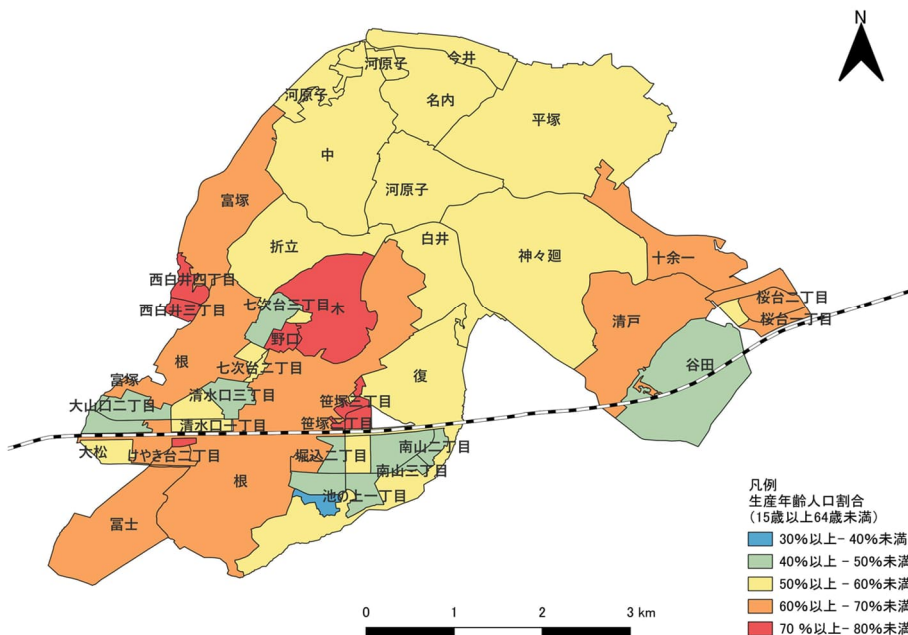 N
河原子
今井
河原子
名内
平塚
中
河原子
富塚
白井
折立
神々廻
十余一
西白井四丁目
七次台三丁目
木
桜台二丁目
西白井三丁目
桜台一丁目
清戸
野口
根
七次台二丁目
谷田
復
富塚
清水口三丁目
大山口二丁目
笹塚三丁目
清水口一丁目
笹塚二丁目
南山二丁目
大松
けやき台二丁目
堀込二丁目
南山三丁目
根
池の上一丁目
冨士
凡例
生産年齢人口割合
(15歳以上64歳未満)
30%以上 − 40%未満
40%以上 − 50%未満
50%以上 − 60%未満
60%以上 − 70%未満
70 %以上− 80%未満
0 1 2 3 km